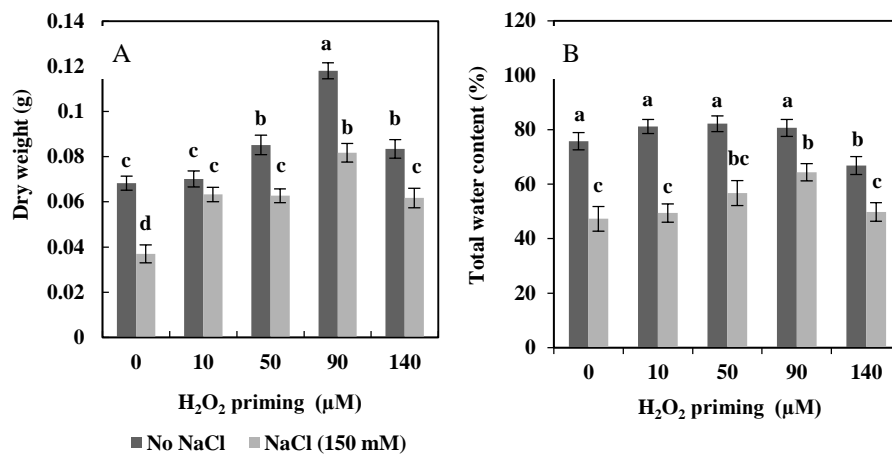 A
Dry weight (g)
0.14
0.12
0.1
0.08
0.06
0.04
0.02
0
c
d
c
c
b
c
a
b
b
c
0 10 50 90 140
H₂O₂ priming (µM)
No NaCl NaCl (150 mM)
B
Total water content (%)
120
100
80
60
40
20
0
a
c
a
c
a
bc
a
b
b
c
0 10 50 90 140
H₂O₂ priming (µM)